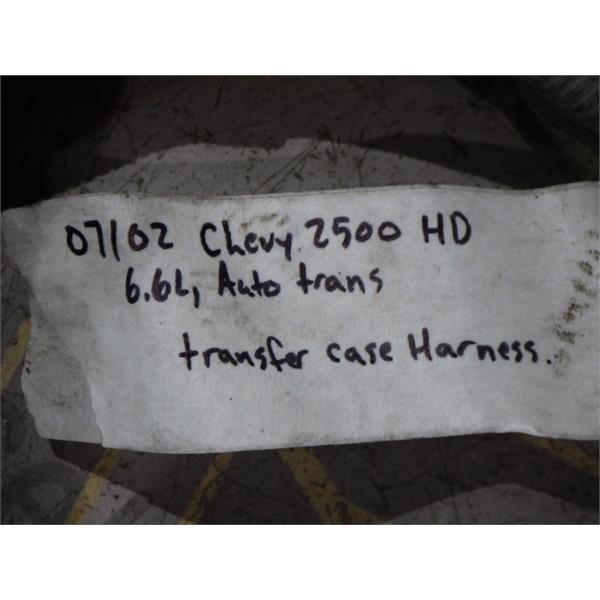 07/02 Chevy 2500 HD
6.6L, Auto trans
transfer case Harness.